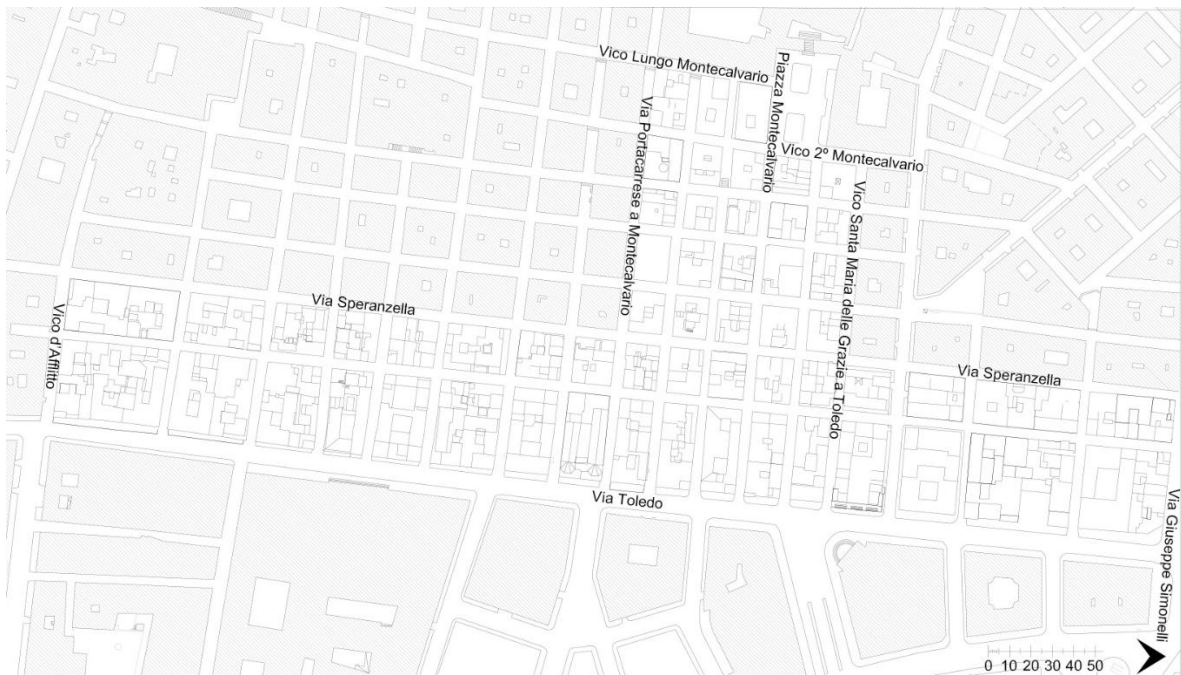 Vico Lungo Montecalvario
Piazza Montecalvario
Via Portacarrese a Montecalvario
Vico 2º Montecalvario
Vico Santa Maria delle Grazie a Toledo
Via Speranzella
Vico d'Afflitto
Via Speranzella
Via Toledo
Via Giuseppe Simonelli
0 10 20 30 40 50